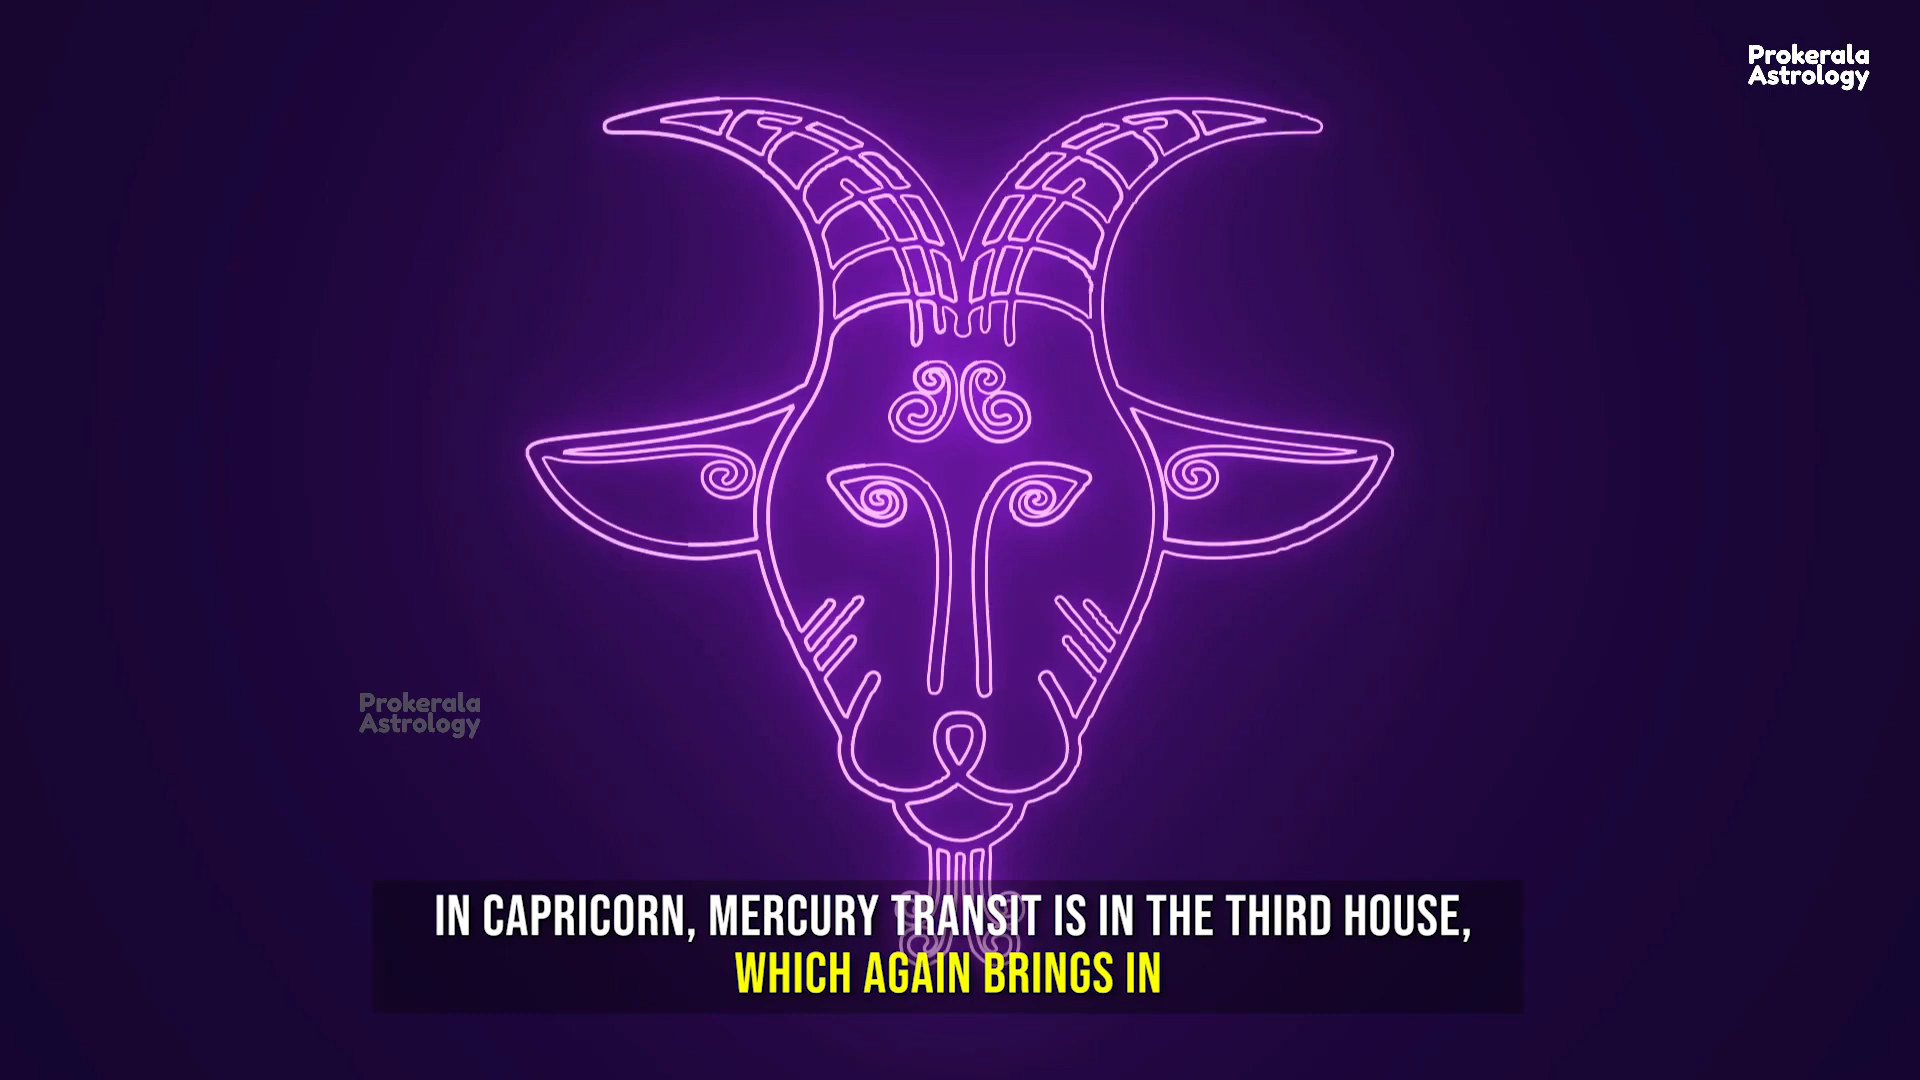 Prokerala
Astrology
Prokerala
Astrology
IN CAPRICORN, MERCURY TRANSIT IS IN THE THIRD HOUSE,
WHICH AGAIN BRINGS IN